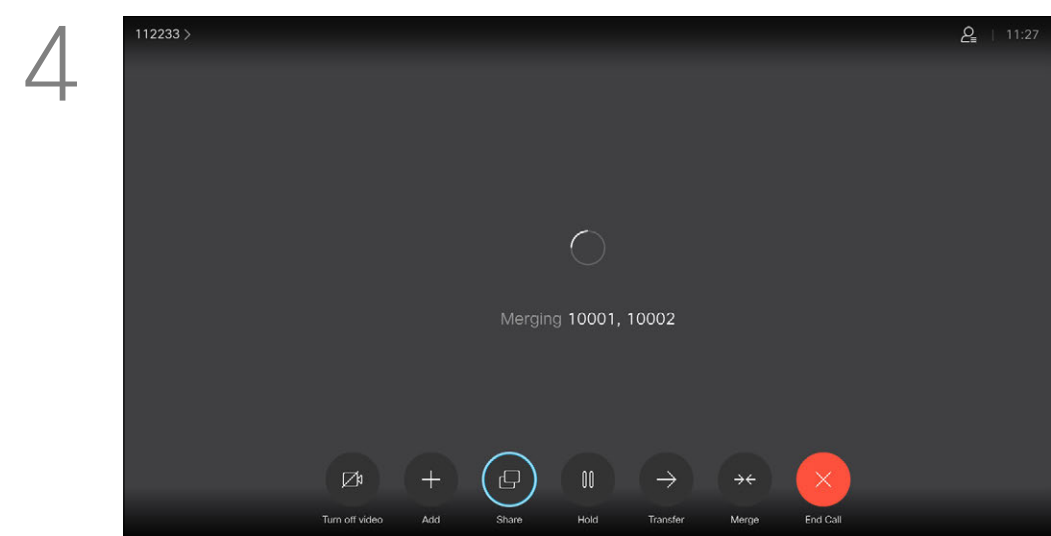 4
112233 >
11:27
Merging 10001, 10002
Turn off video Add Share Hold Transfer Merge End Call